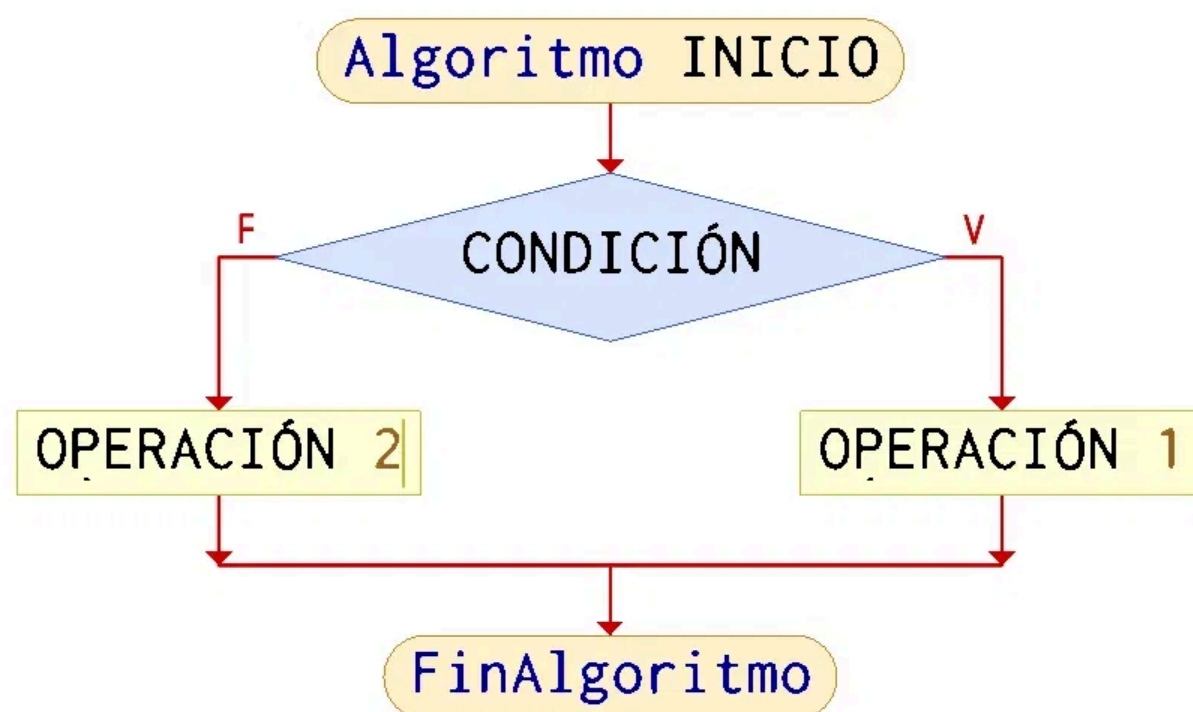 Algoritmo INICIO
F
CONDICIÓN
V
OPERACIÓN 2
OPERACIÓN 1
FinAlgoritmo